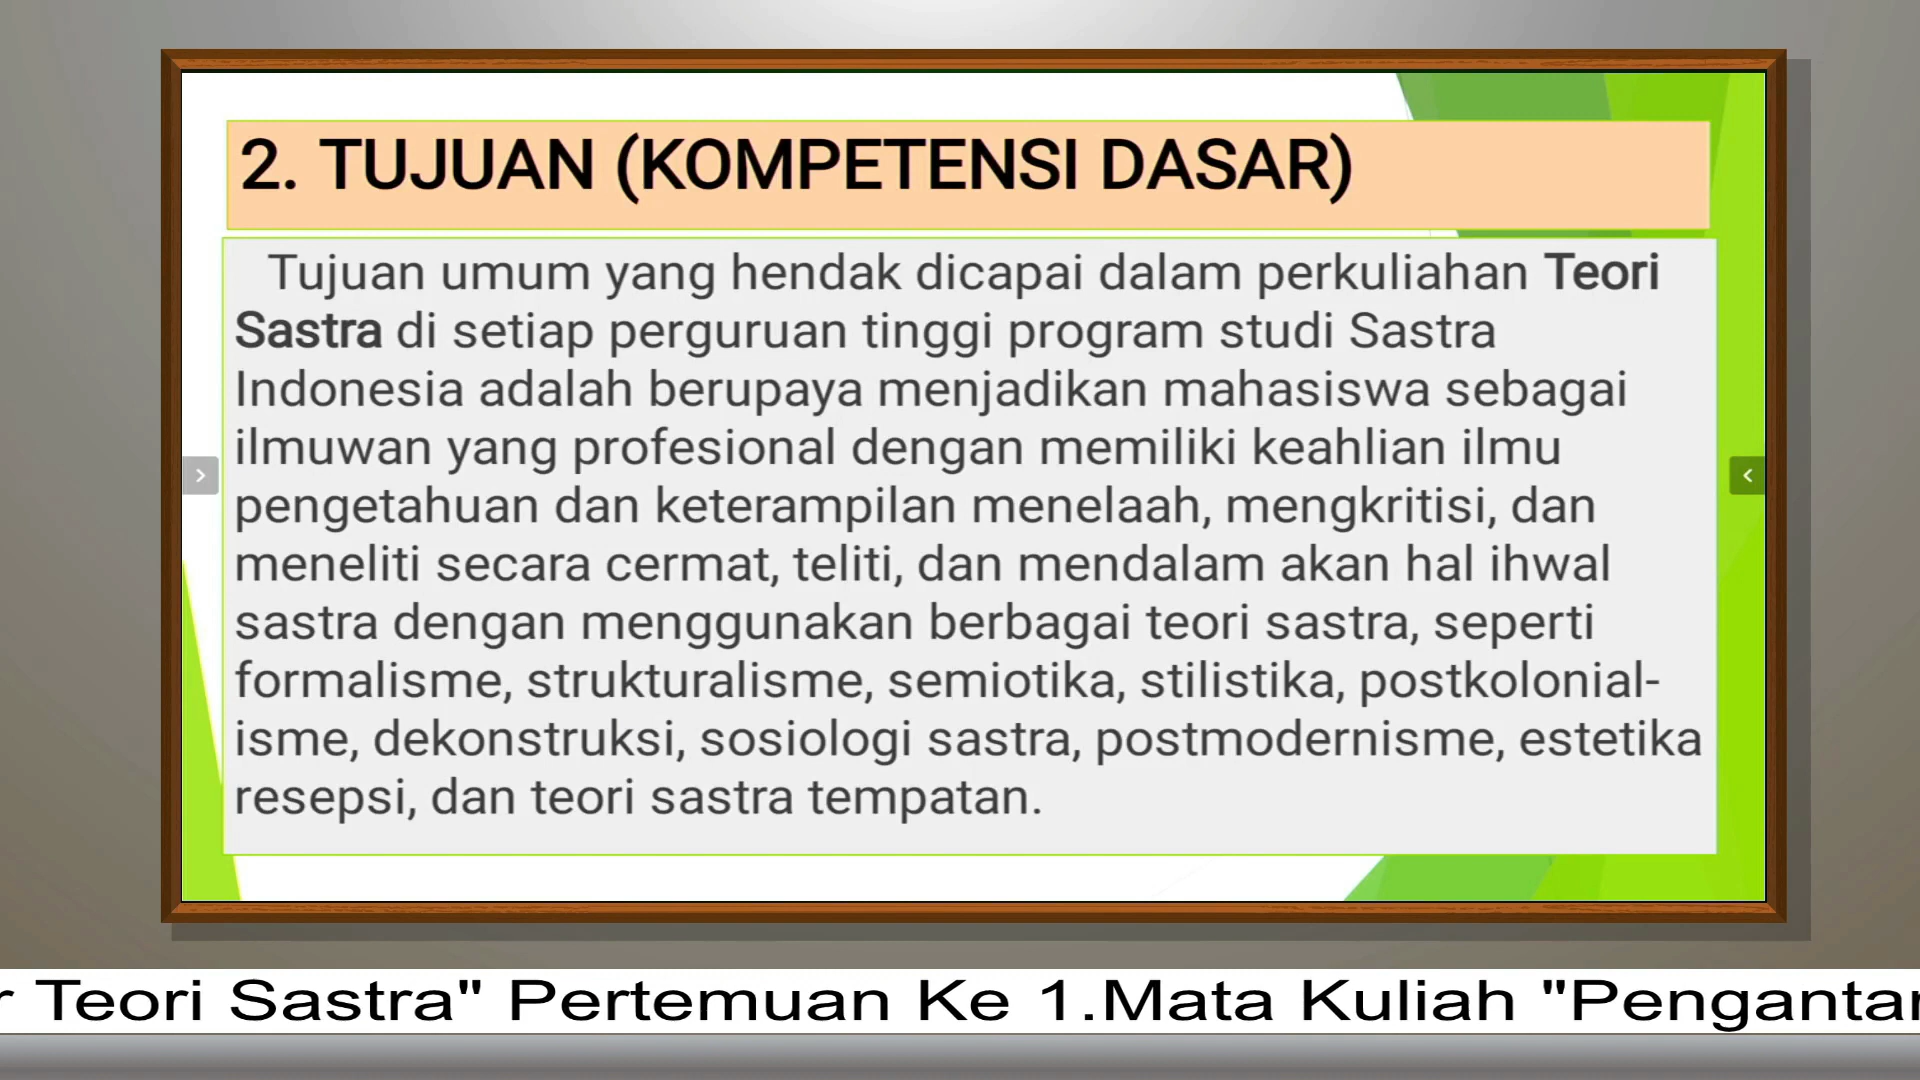 2. TUJUAN (KOMPETENSI DASAR)
Tujuan umum yang hendak dicapai dalam perkuliahan Teori
Sastra di setiap perguruan tinggi program studi Sastra
Indonesia adalah berupaya menjadikan mahasiswa sebagai
ilmuwan yang profesional dengan memiliki keahlian ilmu
pengetahuan dan keterampilan menelaah, mengkritisi, dan
meneliti secara cermat, teliti, dan mendalam akan hal ihwal
sastra dengan menggunakan berbagai teori sastra, seperti
formalisme, strukturalisme, semiotika, stilistika, postkolonial-
isme, dekonstruksi, sosiologi sastra, postmodernisme, estetika
resepsi, dan teori sastra tempatan.
r Teori Sastra" Pertemuan Ke 1.Mata Kuliah "Pengantar